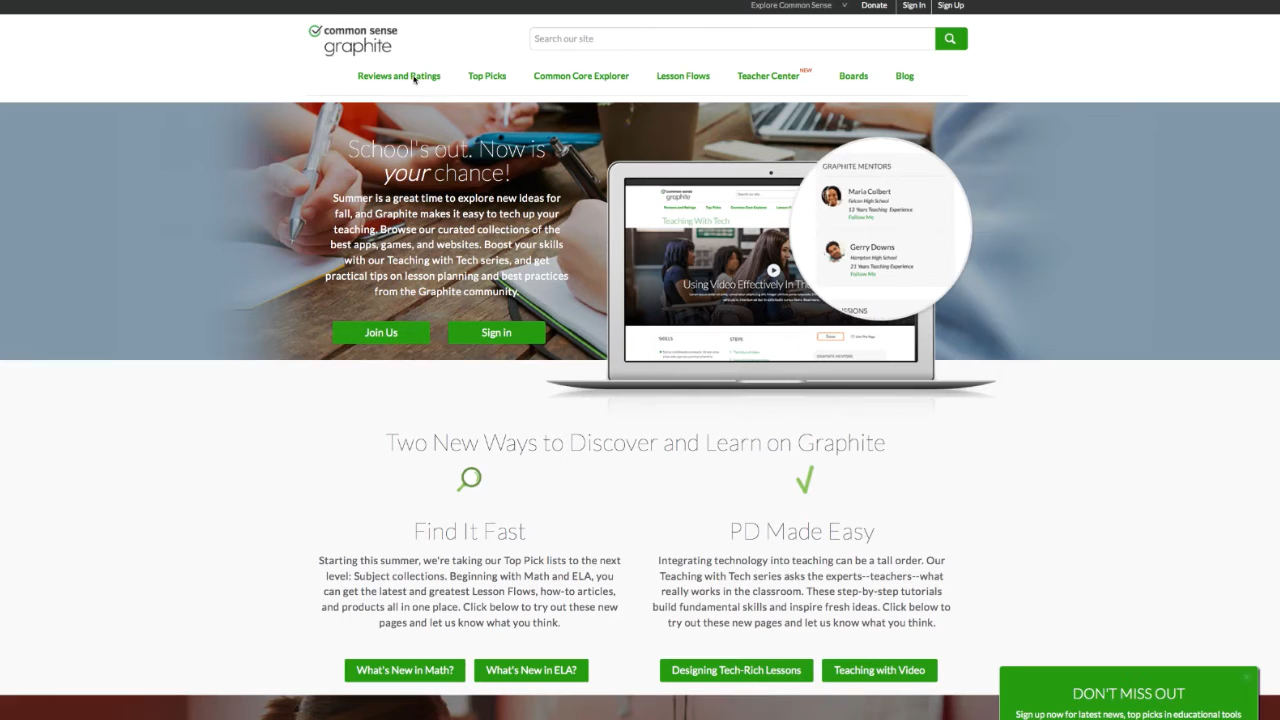 Explore Common Sense Donate Sign In Sign Up
common sense
graphite
Search our site
Reviews and Ratings Top Picks Common Core Explorer Lesson Flows Teacher Center NEW Boards Blog
School's out. Now is
your chance!
Summer is a great time to explore new ideas for
fall, and Graphite makes it easy to tech up your
teaching. Browse our curated collections of the
best apps, games, and websites. Boost your skills
with our Teaching with Tech series, and get
practical tips on lesson planning and best practices
from the Graphite community.
Join Us Sign in
common sense
graphite
Teaching With Tech
Using Video Effectively In The
SKILLS STEPS
GRAPHITE MENTORS
Maria Colbert
Falcon High School
13 Years Teaching Experience
Follow Me
Gerry Downs
Hampton High School
21 Years Teaching Experience
Follow Me
Two New Ways to Discover and Learn on Graphite
Find It Fast
Starting this summer, we're taking our Top Pick lists to the next
level: Subject collections. Beginning with Math and ELA, you
can get the latest and greatest Lesson Flows, how-to articles,
and products all in one place. Click below to try out these new
pages and let us know what you think.
What's New in Math? What's New in ELA?
PD Made Easy
Integrating technology into teaching can be a tall order. Our
Teaching with Tech series asks the experts--teachers--what
really works in the classroom. These step-by-step tutorials
build fundamental skills and inspire fresh ideas. Click below to
try out these new pages and let us know what you think.
Designing Tech-Rich Lessons Teaching with Video
DON'T MISS OUT
Sign up now for latest news, top picks in educational tools